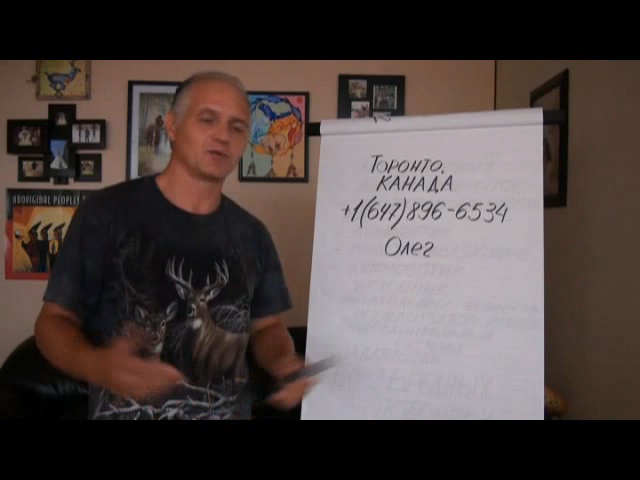 ABORIGINAL PEOPLES
ТОРОНТО.
КАНАДА
+1(647)896-6534
Олег